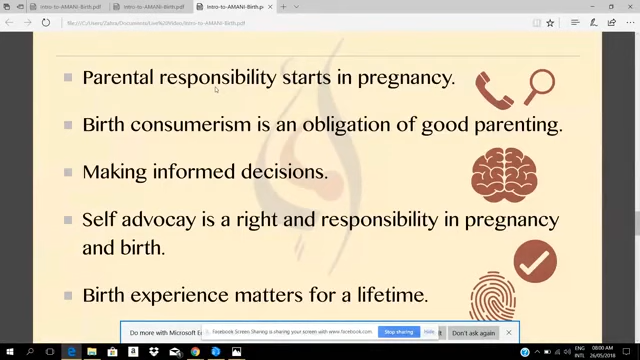 Intro-to-AMANI-Birth.pdf
Intro-to-AMANI-Birth.pdf
Intro-to-AMANI-Birth.pdf
Parental responsibility starts in pregnancy.
Birth consumerism is an obligation of good parenting.
Making informed decisions.
Self advocay is a right and responsibility in pregnancy
and birth.
Birth experience matters for a lifetime.
Do more with Microsoft
Facebook Screen Sharing is sharing your screen with www.facebook.com.
Stop sharing
Hide
Don't ask again
ENG
08:00 AM
INTL
26/05/2018